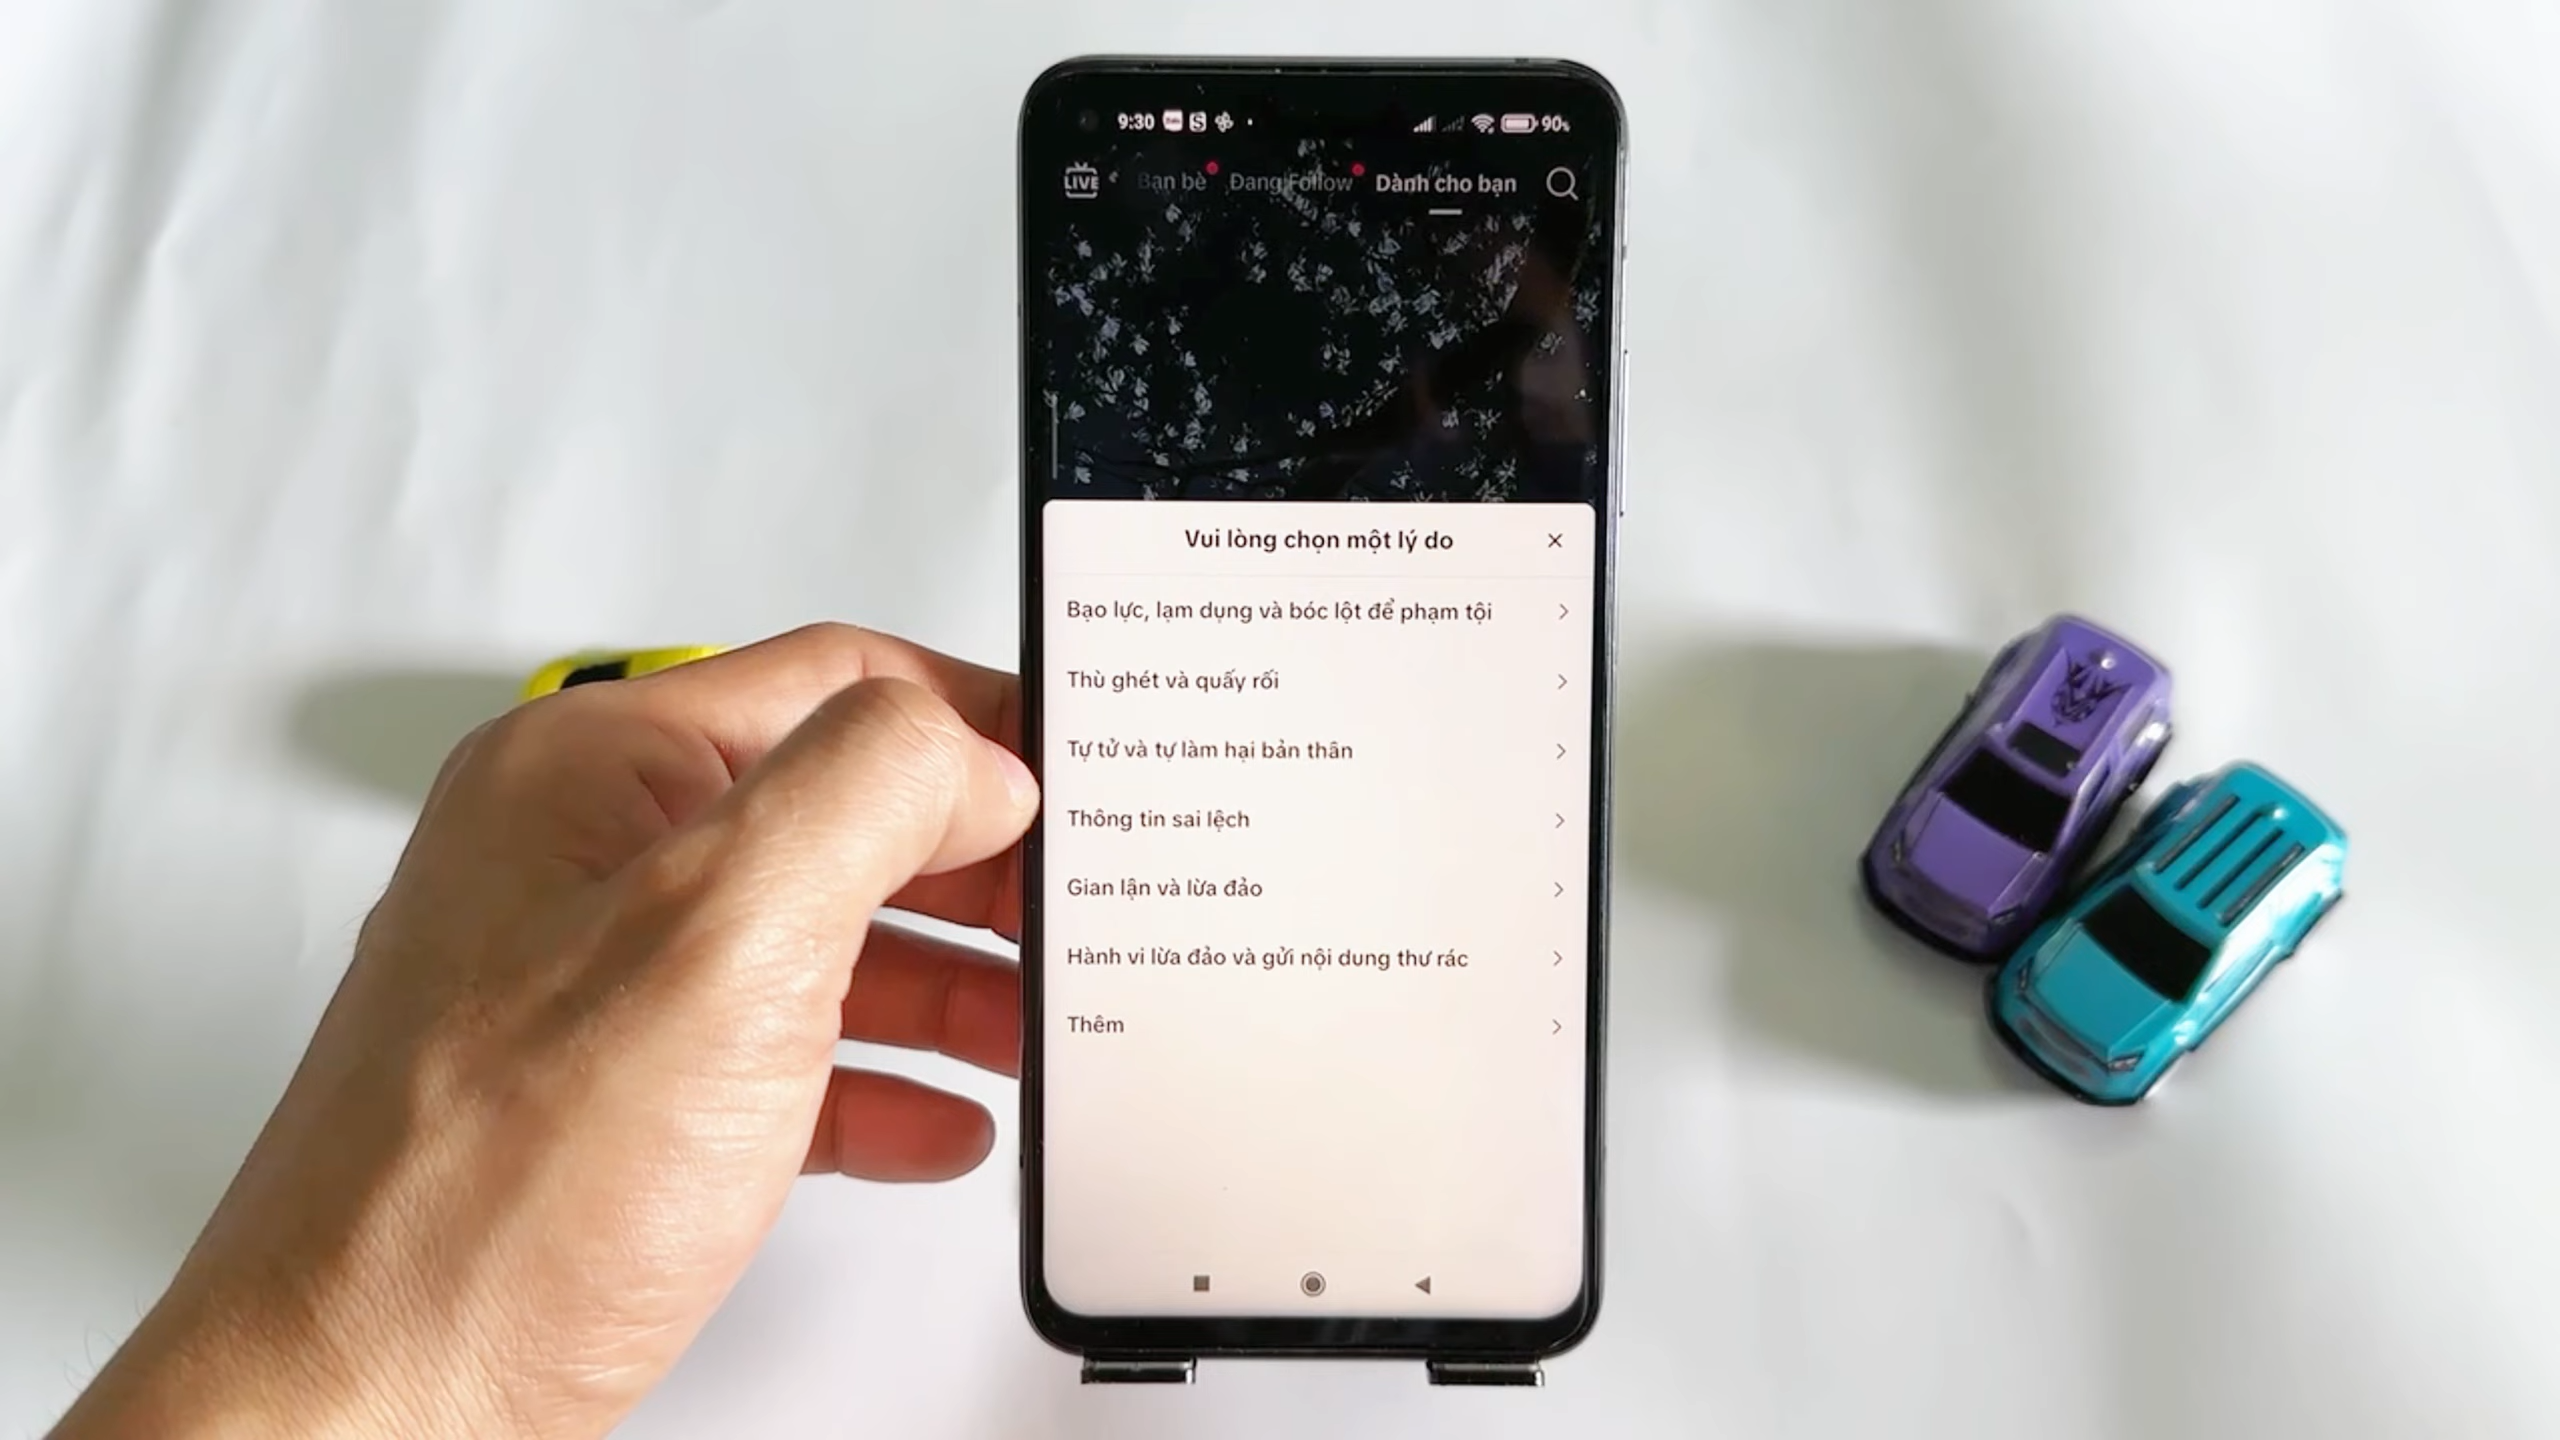 9:30 90%
LIVE Bạn bè Đang Follow Dành cho bạn
Vui lòng chọn một lý do
Bạo lực, lạm dụng và bóc lột để phạm tội
Thù ghét và quấy rối
Tự tử và tự làm hại bản thân
Thông tin sai lệch
Gian lận và lừa đảo
Hành vi lừa đảo và gửi nội dung thư rác
Thêm